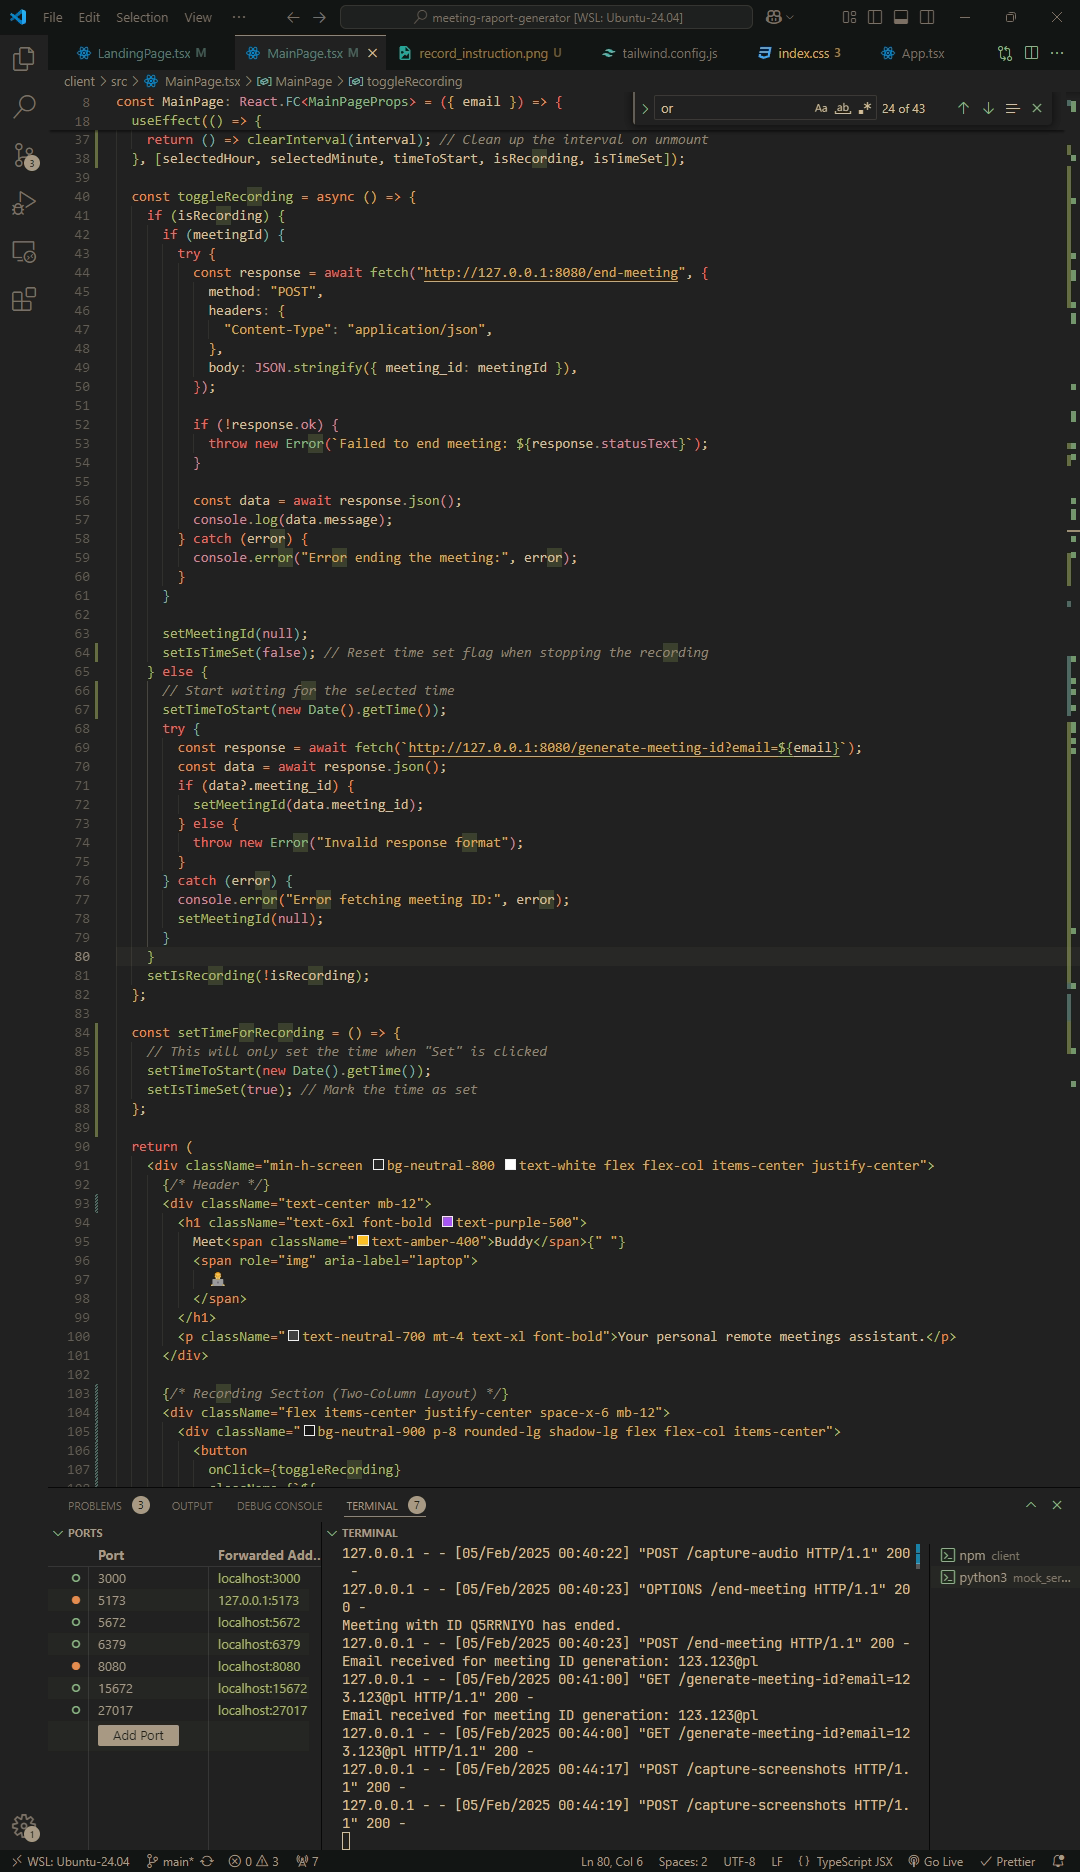 File Edit Selection View ··· meeting-raport-generator [WSL: Ubuntu-24.04]
LandingPage.tsx M MainPage.tsx M record_instruction.png U tailwind.config.js index.css 3 App.tsx
client > src > MainPage.tsx > MainPage > toggleRecording
or Aa ab .* 24 of 43
8 const MainPage: React.FC<MainPageProps> = ({ email }) => {
18 useEffect(() => {
37 return () => clearInterval(interval); // Clean up the interval on unmount
38 }, [selectedHour, selectedMinute, timeToStart, isRecording, isTimeSet]);
39
40 const toggleRecording = async () => {
41 if (isRecording) {
42 if (meetingId) {
43 try {
44 const response = await fetch("http://127.0.0.1:8080/end-meeting", {
45 method: "POST",
46 headers: {
47 "Content-Type": "application/json",
48 },
49 body: JSON.stringify({ meeting_id: meetingId }),
50 });
51
52 if (!response.ok) {
53 throw new Error(`Failed to end meeting: ${response.statusText}`);
54 }
55
56 const data = await response.json();
57 console.log(data.message);
58 } catch (error) {
59 console.error("Error ending the meeting:", error);
60 }
61 }
62
63 setMeetingId(null);
64 setIsTimeSet(false); // Reset time set flag when stopping the recording
65 } else {
66 // Start waiting for the selected time
67 setTimeToStart(new Date().getTime());
68 try {
69 const response = await fetch(`http://127.0.0.1:8080/generate-meeting-id?email=${email}`);
70 const data = await response.json();
71 if (data?.meeting_id) {
72 setMeetingId(data.meeting_id);
73 } else {
74 throw new Error("Invalid response format");
75 }
76 } catch (error) {
77 console.error("Error fetching meeting ID:", error);
78 setMeetingId(null);
79 }
80 }
81 setIsRecording(!isRecording);
82 };
83
84 const setTimeForRecording = () => {
85 // This will only set the time when "Set" is clicked
86 setTimeToStart(new Date().getTime());
87 setIsTimeSet(true); // Mark the time as set
88 };
89
90 return (
91 <div className="min-h-screen bg-neutral-800 text-white flex flex-col items-center justify-center">
92 {/* Header */}
93 <div className="text-center mb-12">
94 <h1 className="text-6xl font-bold text-purple-500">
95 Meet<span className="text-amber-400">Buddy</span>{" "}
96 <span role="img" aria-label="laptop">
97
98 </span>
99 </h1>
100 <p className="text-neutral-700 mt-4 text-xl font-bold">Your personal remote meetings assistant.</p>
101 </div>
102
103 {/* Recording Section (Two-Column Layout) */}
104 <div className="flex items-center justify-center space-x-6 mb-12">
105 <div className="bg-neutral-900 p-8 rounded-lg shadow-lg flex flex-col items-center">
106 <button
107 onClick={toggleRecording}
PROBLEMS 3 OUTPUT DEBUG CONSOLE TERMINAL 7
PORTS
Port Forwarded Add...
3000 localhost:3000
5173 127.0.0.1:5173
5672 localhost:5672
6379 localhost:6379
8080 localhost:8080
15672 localhost:15672
27017 localhost:27017
Add Port
TERMINAL
127.0.0.1 - - [05/Feb/2025 00:40:22] "POST /capture-audio HTTP/1.1" 200
-
127.0.0.1 - - [05/Feb/2025 00:40:23] "OPTIONS /end-meeting HTTP/1.1" 20
0 -
Meeting with ID Q5RRNIYO has ended.
127.0.0.1 - - [05/Feb/2025 00:40:23] "POST /end-meeting HTTP/1.1" 200 -
Email received for meeting ID generation: 123.123@pl
127.0.0.1 - - [05/Feb/2025 00:41:00] "GET /generate-meeting-id?email=12
3.123@pl HTTP/1.1" 200 -
Email received for meeting ID generation: 123.123@pl
127.0.0.1 - - [05/Feb/2025 00:44:00] "GET /generate-meeting-id?email=12
3.123@pl HTTP/1.1" 200 -
127.0.0.1 - - [05/Feb/2025 00:44:17] "POST /capture-screenshots HTTP/1.
1" 200 -
127.0.0.1 - - [05/Feb/2025 00:44:19] "POST /capture-screenshots HTTP/1.
1" 200 -
npm client
python3 mock_ser...
3
1
WSL: Ubuntu-24.04 main* 0 3 7 Ln 80, Col 6 Spaces: 2 UTF-8 LF {} TypeScript JSX Go Live Prettier